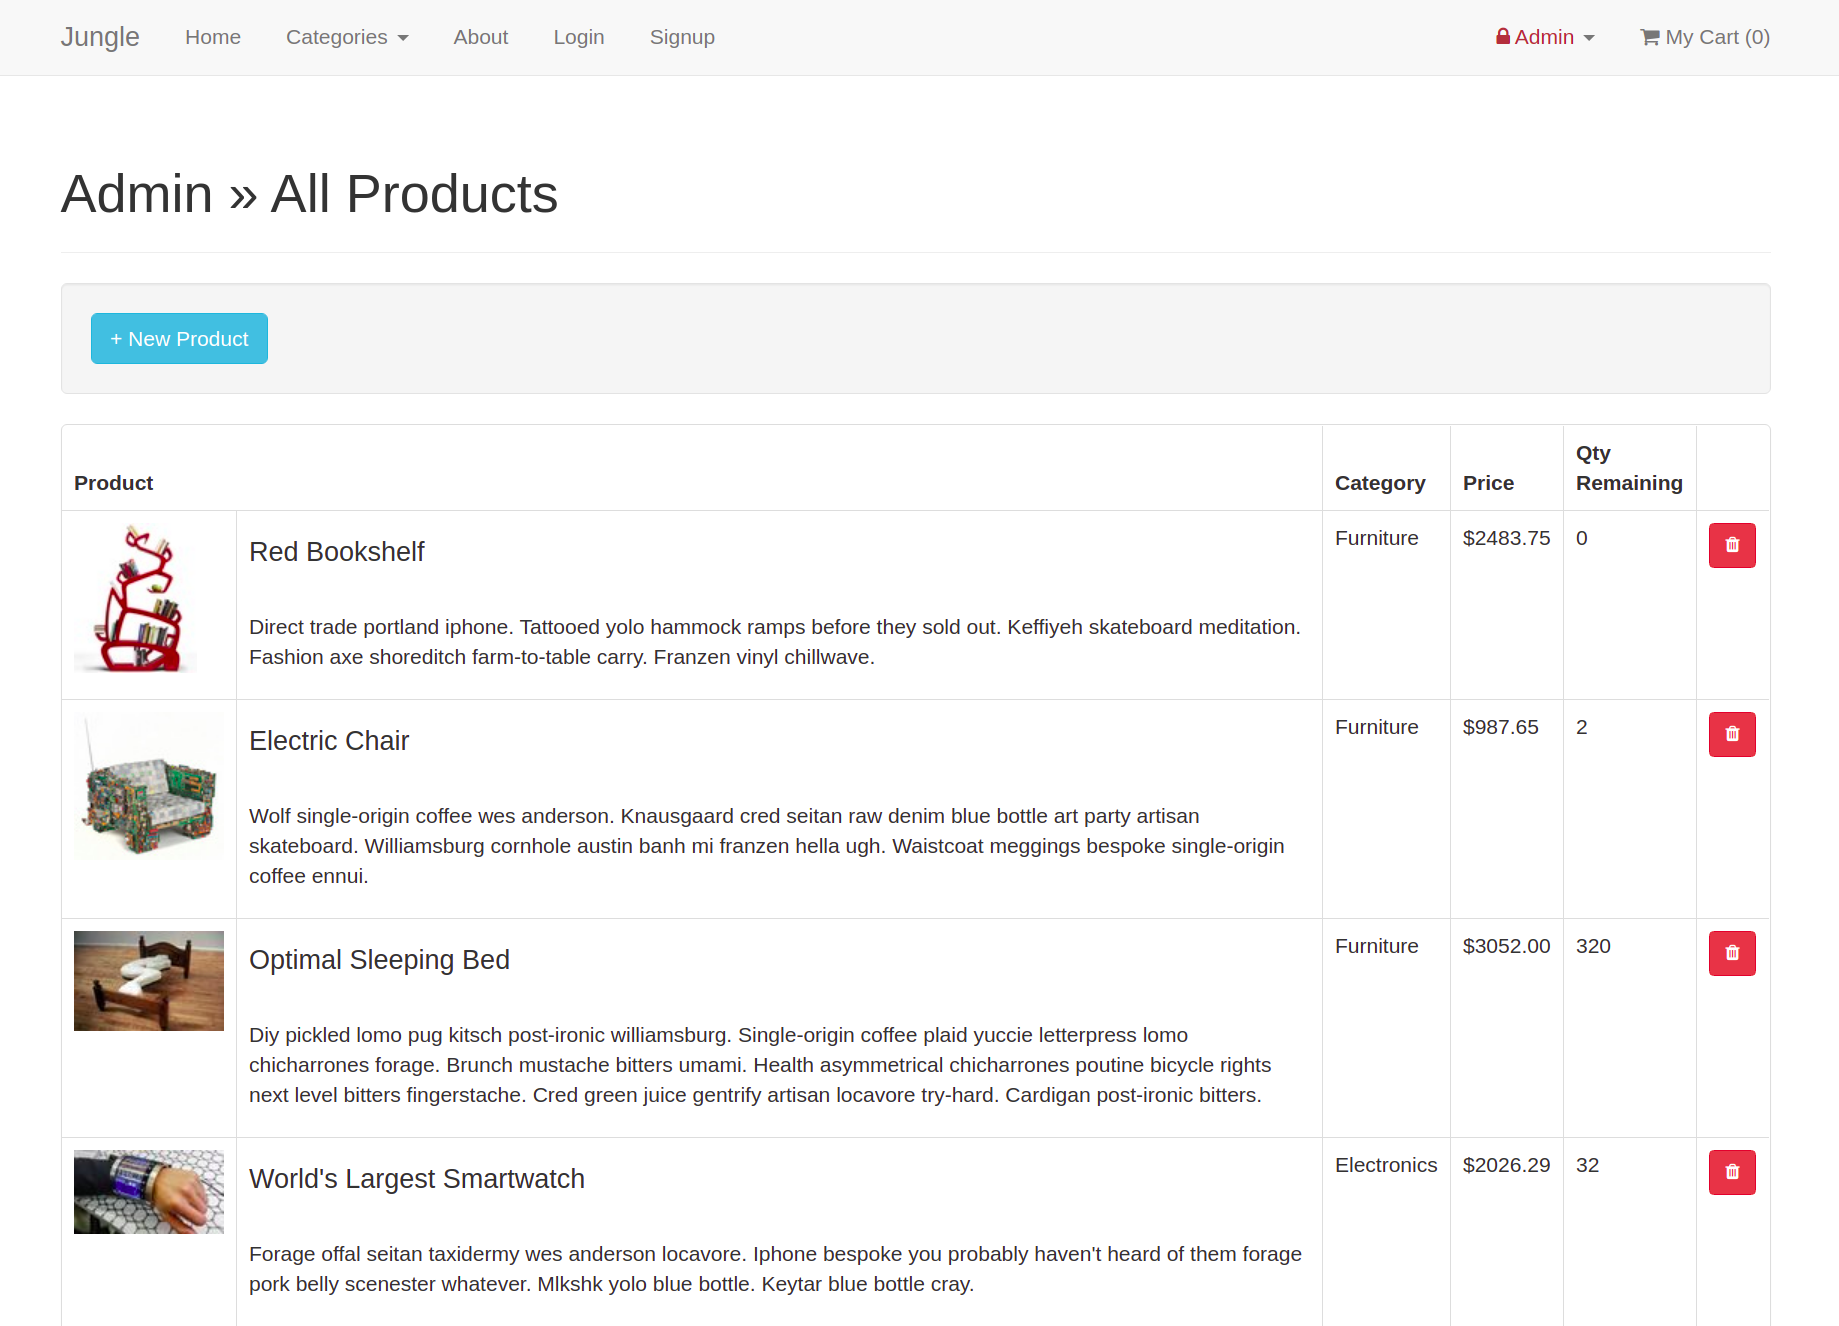 Jungle Home Categories About Login Signup Admin My Cart (0)
Admin » All Products
+ New Product
Product Category Price Qty Remaining
Red Bookshelf Furniture $2483.75 0
Direct trade portland iphone. Tattooed yolo hammock ramps before they sold out. Keffiyeh skateboard meditation.
Fashion axe shoreditch farm-to-table carry. Franzen vinyl chillwave.
Electric Chair Furniture $987.65 2
Wolf single-origin coffee wes anderson. Knausgaard cred seitan raw denim blue bottle art party artisan
skateboard. Williamsburg cornhole austin banh mi franzen hella ugh. Waistcoat meggings bespoke single-origin
coffee ennui.
Optimal Sleeping Bed Furniture $3052.00 320
Diy pickled lomo pug kitsch post-ironic williamsburg. Single-origin coffee plaid yuccie letterpress lomo
chicharrones forage. Brunch mustache bitters umami. Health asymmetrical chicharrones poutine bicycle rights
next level bitters fingerstache. Cred green juice gentrify artisan locavore try-hard. Cardigan post-ironic bitters.
World's Largest Smartwatch Electronics $2026.29 32
Forage offal seitan taxidermy wes anderson locavore. Iphone bespoke you probably haven't heard of them forage
pork belly scenester whatever. Mlkshk yolo blue bottle. Keytar blue bottle cray.